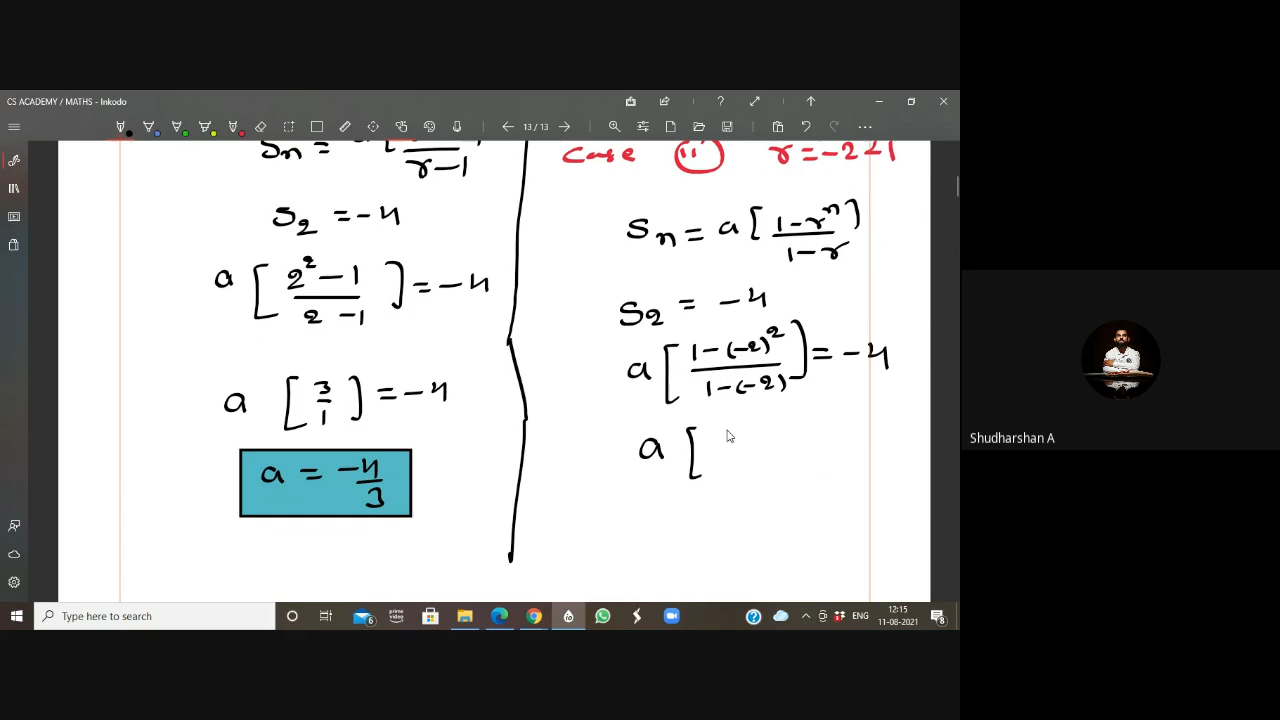 CS ACADEMY / MATHS - Inkodo
13 / 13
Sn = a [ / r-1
S2 = -4
a [ 2² - 1 / 2 - 1 ] = -4
a [ 3 / 1 ] = -4
a = -4/3
Case (ii) r = -2 < 1
Sn = a [ 1 - rⁿ / 1 - r ]
S2 = -4
a [ 1 - (-2)² / 1 - (-2) ] = -4
a [
Shudharshan A
Type here to search
prime video
6
ENG
12:15
11-08-2021
8